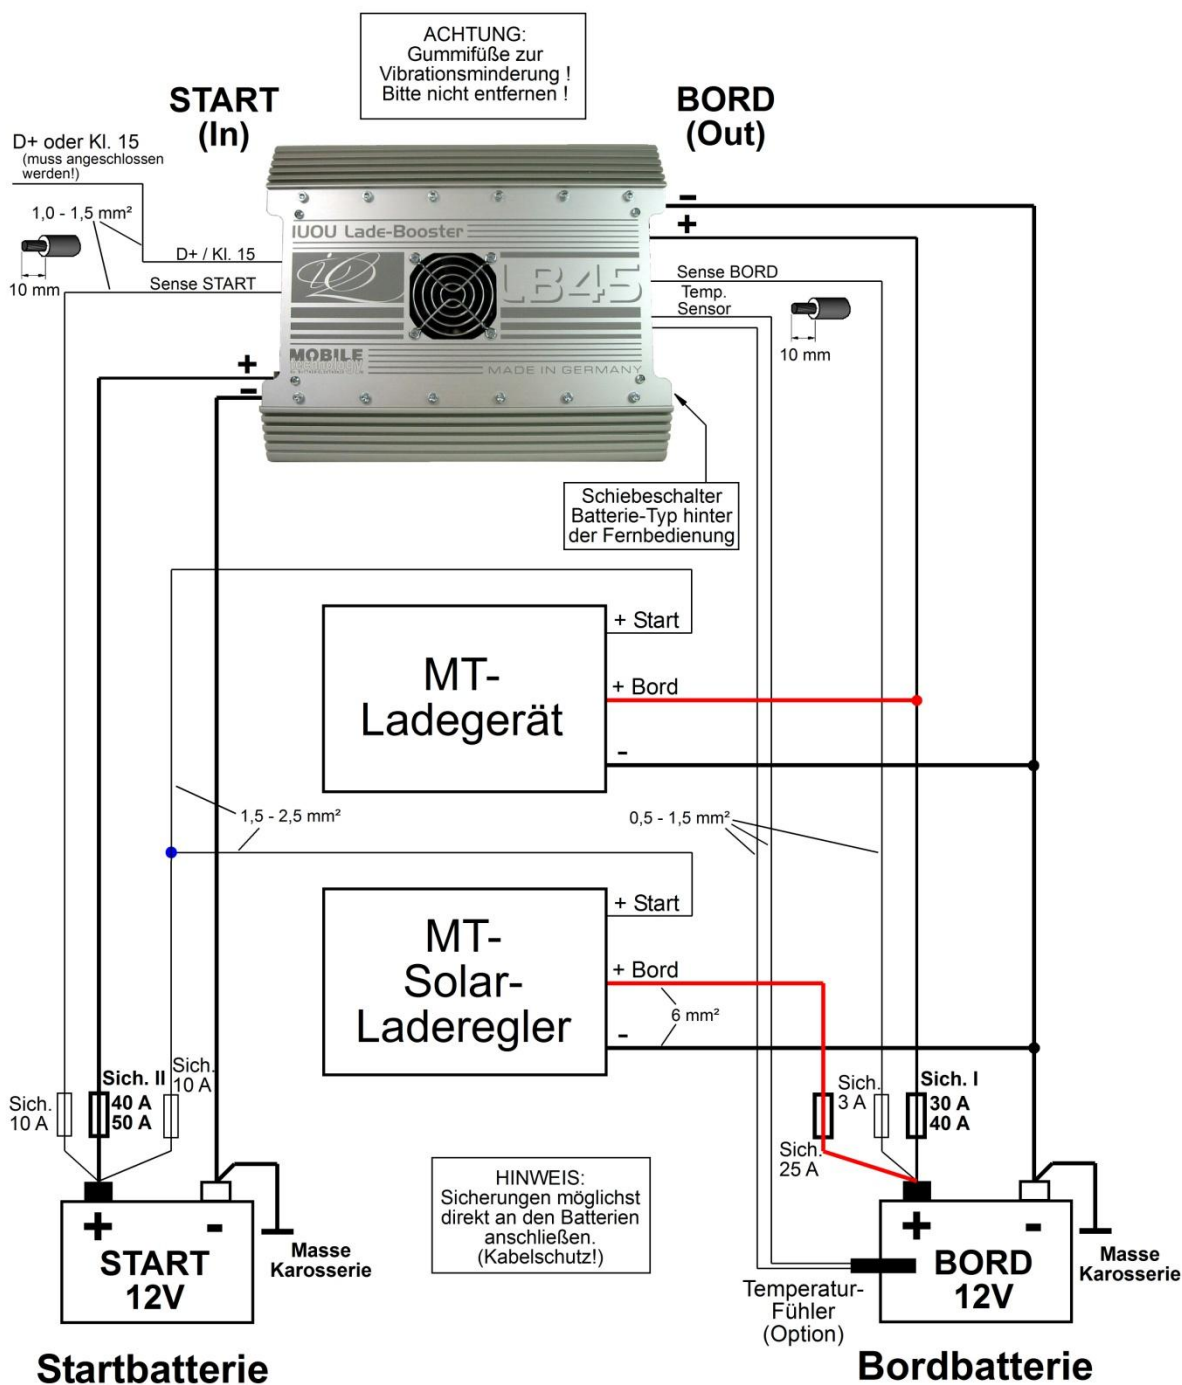 ACHTUNG:
Gummifüße zur
Vibrationsminderung !
Bitte nicht entfernen !
START
(In)
BORD
(Out)
D+ oder Kl. 15
(muss angeschlossen
werden!)
1,0 - 1,5 mm²
10 mm
D+ / Kl. 15
Sense START
+
-
IUOU Lade-Booster
LB45
MOBILE
MADE IN GERMANY
-
+
Sense BORD
Temp.
Sensor
10 mm
Schiebeschalter
Batterie-Typ hinter
der Fernbedienung
MT-
Ladegerät
+ Start
+ Bord
-
1,5 - 2,5 mm²
0,5 - 1,5 mm²
MT-
Solar-
Laderegler
+ Start
+ Bord
6 mm²
-
Sich.
10 A
Sich. II
40 A
50 A
Sich.
10 A
Sich.
25 A
Sich.
3 A
Sich. I
30 A
40 A
HINWEIS:
Sicherungen möglichst
direkt an den Batterien
anschließen.
(Kabelschutz!)
+ -
START
12V
Masse
Karosserie
Startbatterie
Temperatur-
Fühler
(Option)
+ -
BORD
12V
Masse
Karosserie
Bordbatterie